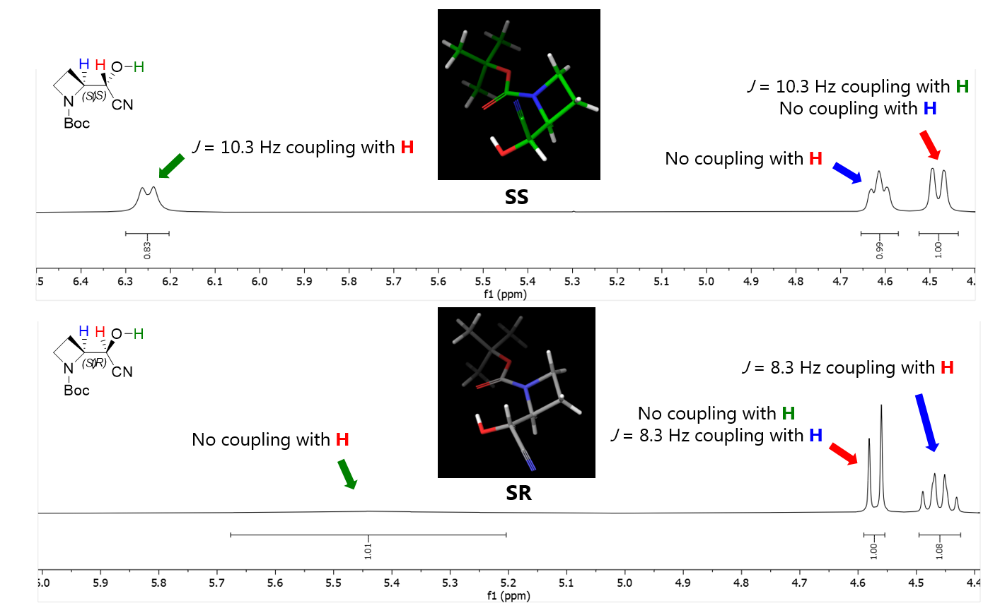 H H O-H
(S)(S)
N CN
Boc
J = 10.3 Hz coupling with H
SS
J = 10.3 Hz coupling with H
No coupling with H
No coupling with H
0.83
0.99
1.00
.5 6.4 6.3 6.2 6.1 6.0 5.9 5.8 5.7 5.6 5.5 5.4 5.3 5.2 5.1 5.0 4.9 4.8 4.7 4.6 4.5 4.
f1 (ppm)
H H O-H
(S)(R)
N CN
Boc
No coupling with H
SR
J = 8.3 Hz coupling with H
No coupling with H
J = 8.3 Hz coupling with H
1.01
1.00
1.08
5.0 5.9 5.8 5.7 5.6 5.5 5.4 5.3 5.2 5.1 5.0 4.9 4.8 4.7 4.6 4.5 4.4
f1 (ppm)